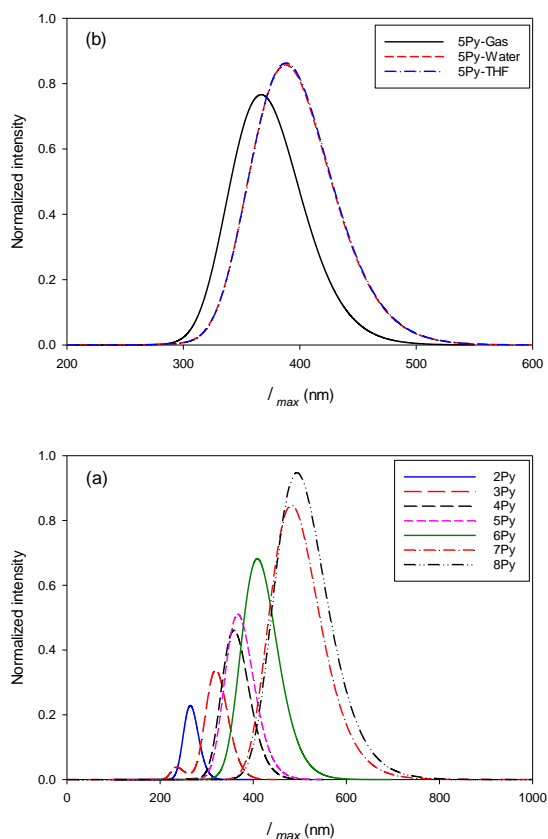 (b)
5Py-Gas
5Py-Water
5Py-THF
Normalized intensity
1.0
0.8
0.6
0.4
0.2
0.0
200 300 400 500 600
l max (nm)
(a)
2Py
3Py
4Py
5Py
6Py
7Py
8Py
Normalized intensity
1.0
0.8
0.6
0.4
0.2
0.0
0 200 400 600 800 1000
l max (nm)